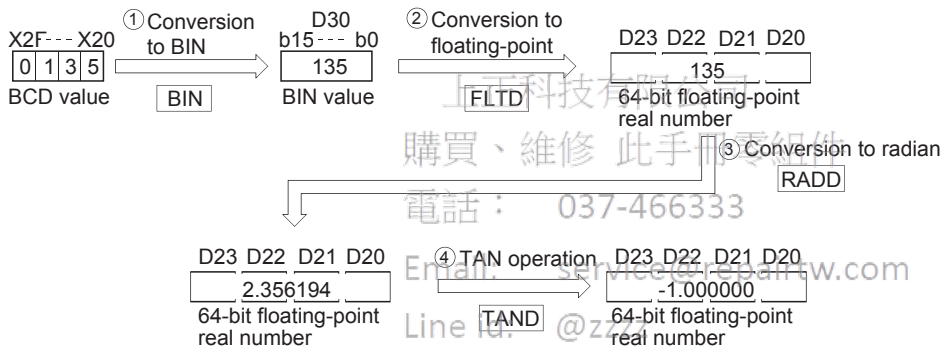 ① Conversion to BIN
X2F--- X20
0 1 3 5
BCD value
BIN
D30
b15--- b0
135
BIN value
② Conversion to floating-point
FLTD
D23 D22 D21 D20
135
64-bit floating-point
real number
③ Conversion to radian
RADD
D23 D22 D21 D20
2.356194
64-bit floating-point
real number
④ TAN operation
TAND
D23 D22 D21 D20
-1.000000
64-bit floating-point
real number
上正科技有限公司
購買、維修 此手冊零組件
電話： 037-466333
Email: service@repairtw.com
Line id: @zzzz